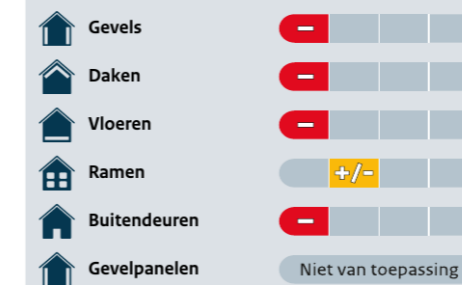 Gevels –
Daken –
Vloeren –
Ramen +/-
Buitendeuren –
Gevelpanelen Niet van toepassing